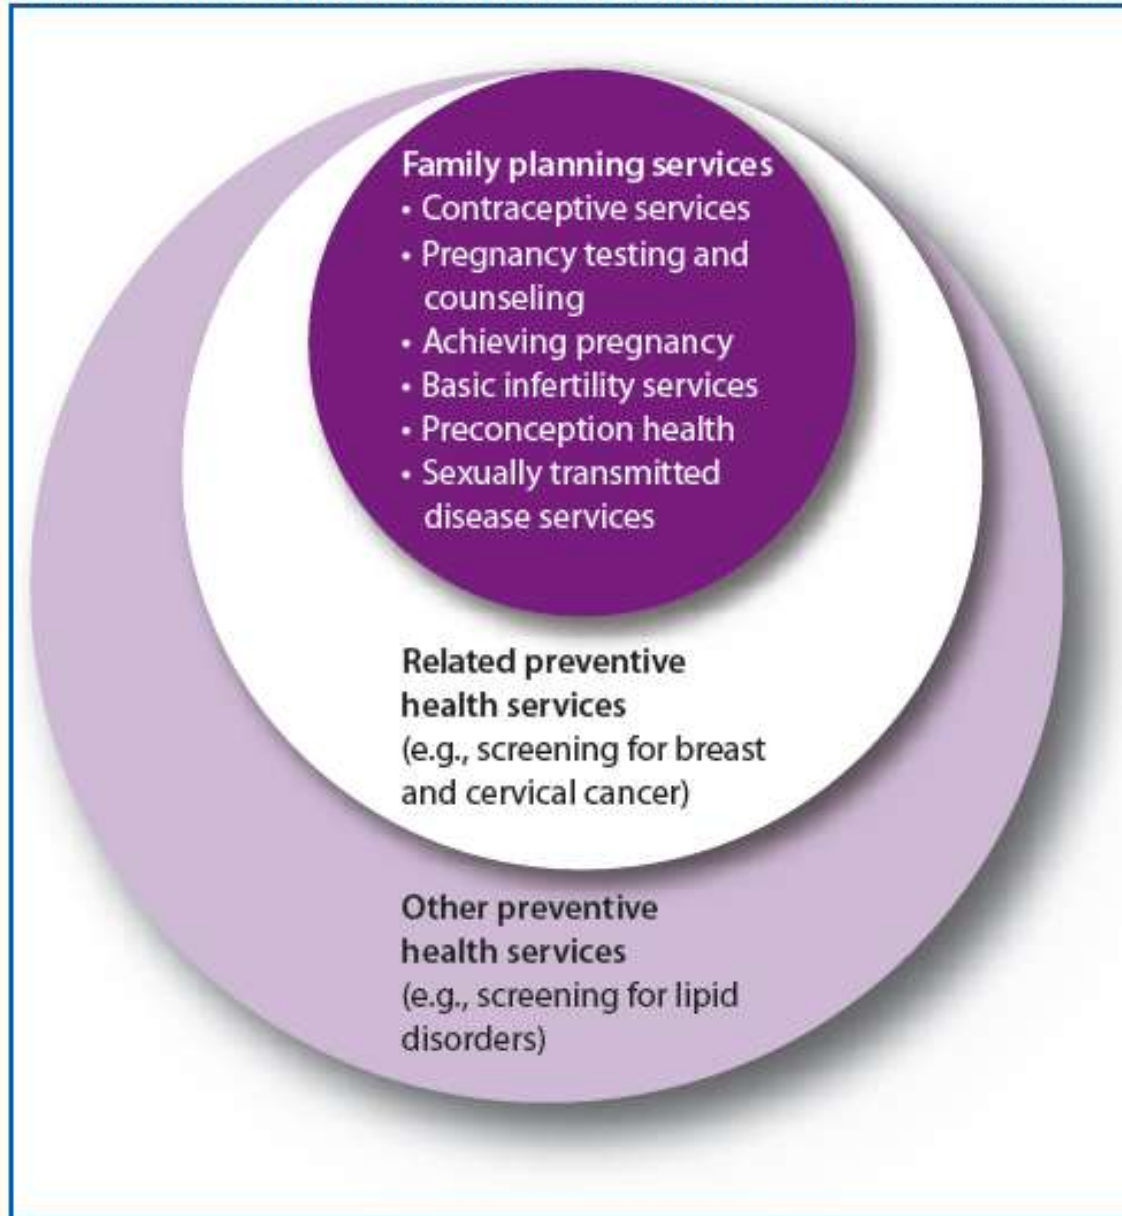 Family planning services
• Contraceptive services
• Pregnancy testing and
counseling
• Achieving pregnancy
• Basic infertility services
• Preconception health
• Sexually transmitted
disease services
Related preventive
health services
(e.g., screening for breast
and cervical cancer)
Other preventive
health services
(e.g., screening for lipid
disorders)